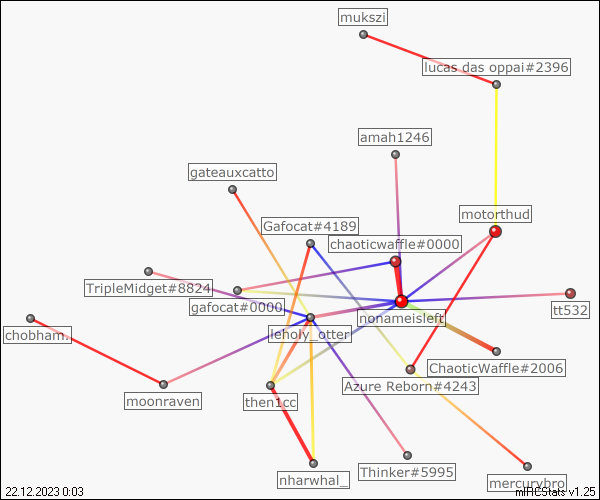 mukszi
lucas das oppai#2396
amah1246
gateauxcatto
motorthud
Gafocat#4189
chaoticwaffle#0000
TripleMidget#8824
gafocat#0000
tt532
nonameisleft
chobham.
leholy_otter
ChaoticWaffle#2006
Azure Reborn#4243
moonraven
then1cc
Thinker#5995
nharwhal_
mercurybro
22.12.2023 0:03
mIRCStats v1.25